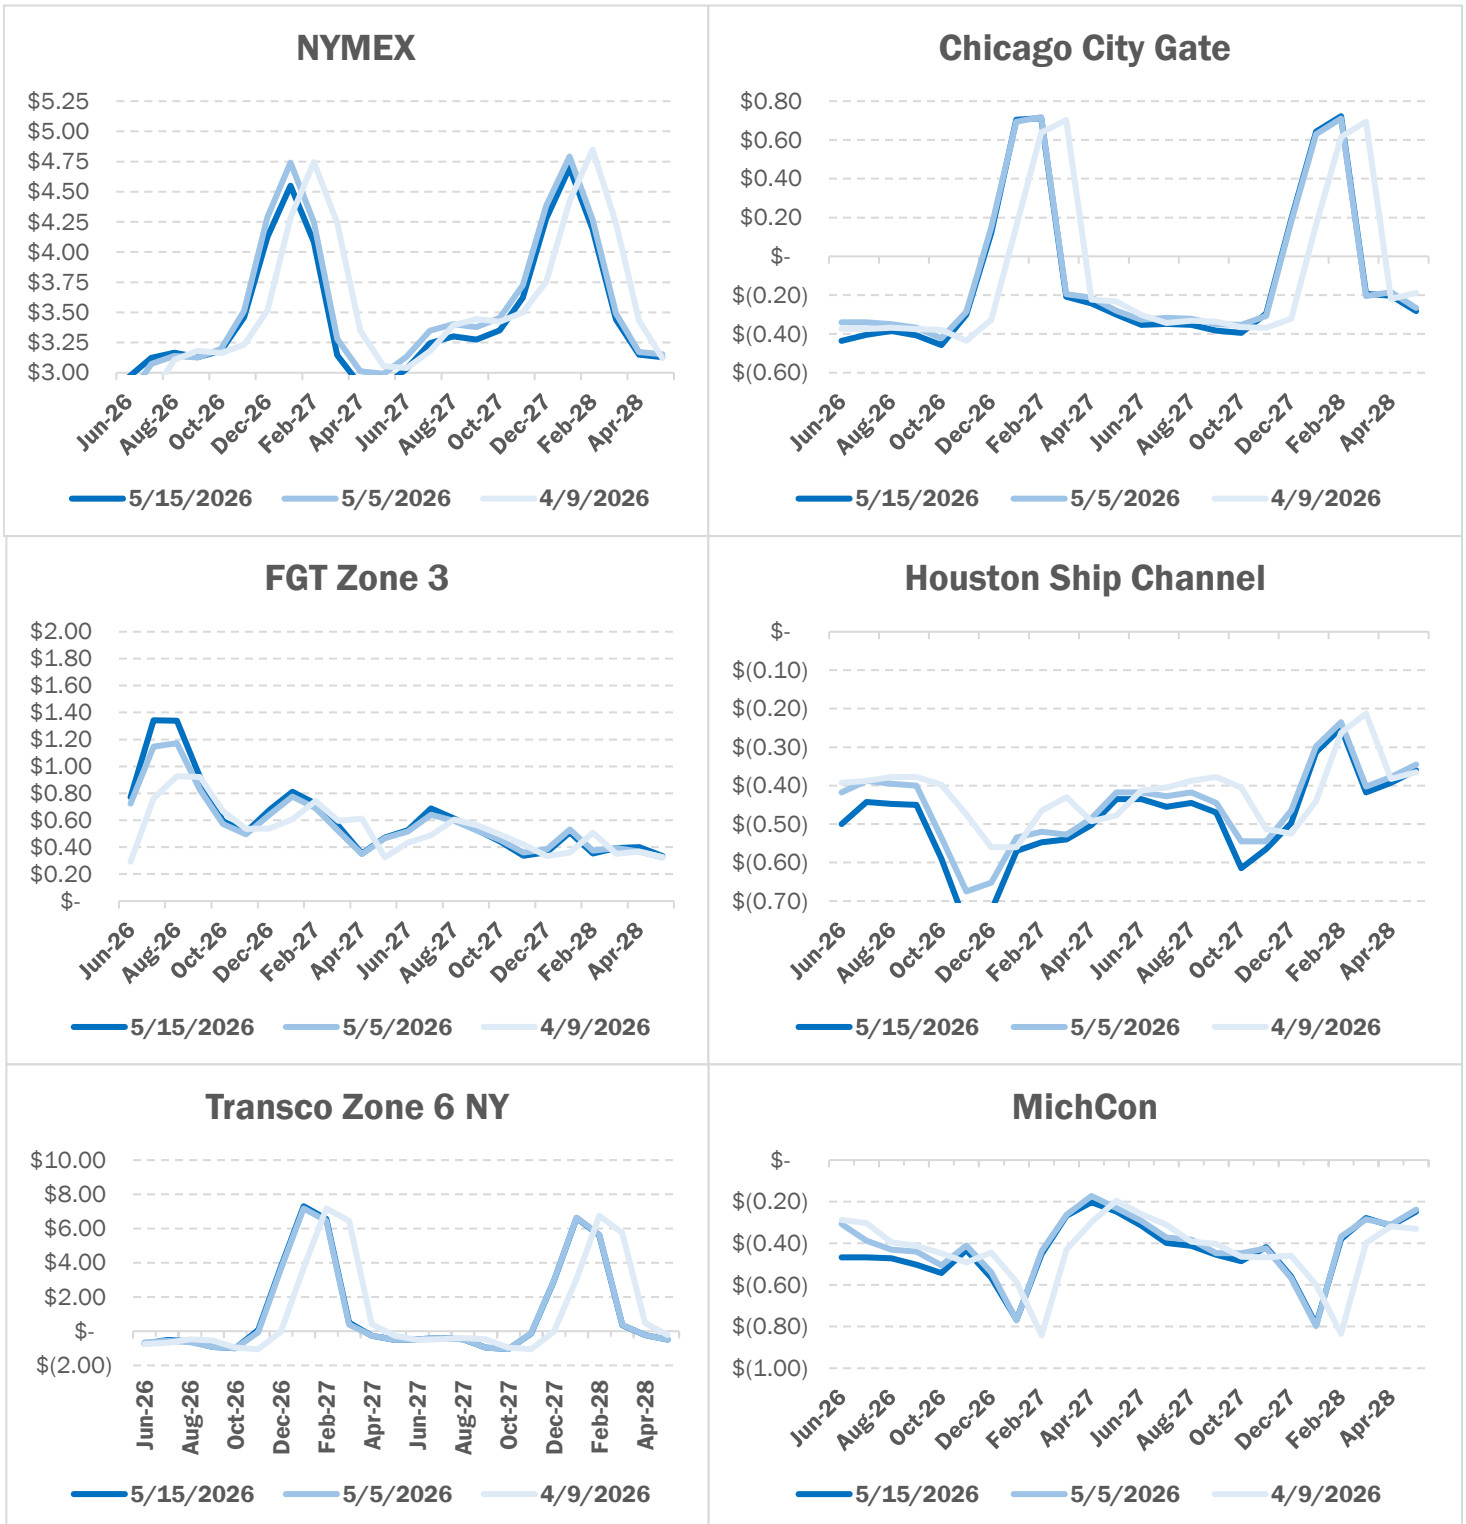 NYMEX
$5.25
$5.00
$4.75
$4.50
$4.25
$4.00
$3.75
$3.50
$3.25
$3.00
Jun-26 Aug-26 Oct-26 Dec-26 Feb-27 Apr-27 Jun-27 Aug-27 Oct-27 Dec-27 Feb-28 Apr-28
5/15/2026 5/5/2026 4/9/2026
Chicago City Gate
$0.80
$0.60
$0.40
$0.20
$-
$(0.20)
$(0.40)
$(0.60)
Jun-26 Aug-26 Oct-26 Dec-26 Feb-27 Apr-27 Jun-27 Aug-27 Oct-27 Dec-27 Feb-28 Apr-28
5/15/2026 5/5/2026 4/9/2026
FGT Zone 3
$2.00
$1.80
$1.60
$1.40
$1.20
$1.00
$0.80
$0.60
$0.40
$0.20
$-
Jun-26 Aug-26 Oct-26 Dec-26 Feb-27 Apr-27 Jun-27 Aug-27 Oct-27 Dec-27 Feb-28 Apr-28
5/15/2026 5/5/2026 4/9/2026
Houston Ship Channel
$-
$(0.10)
$(0.20)
$(0.30)
$(0.40)
$(0.50)
$(0.60)
$(0.70)
Jun-26 Aug-26 Oct-26 Dec-26 Feb-27 Apr-27 Jun-27 Aug-27 Oct-27 Dec-27 Feb-28 Apr-28
5/15/2026 5/5/2026 4/9/2026
Transco Zone 6 NY
$10.00
$8.00
$6.00
$4.00
$2.00
$-
$(2.00)
Jun-26 Aug-26 Oct-26 Dec-26 Feb-27 Apr-27 Jun-27 Aug-27 Oct-27 Dec-27 Feb-28 Apr-28
5/15/2026 5/5/2026 4/9/2026
MichCon
$-
$(0.20)
$(0.40)
$(0.60)
$(0.80)
$(1.00)
Jun-26 Aug-26 Oct-26 Dec-26 Feb-27 Apr-27 Jun-27 Aug-27 Oct-27 Dec-27 Feb-28 Apr-28
5/15/2026 5/5/2026 4/9/2026